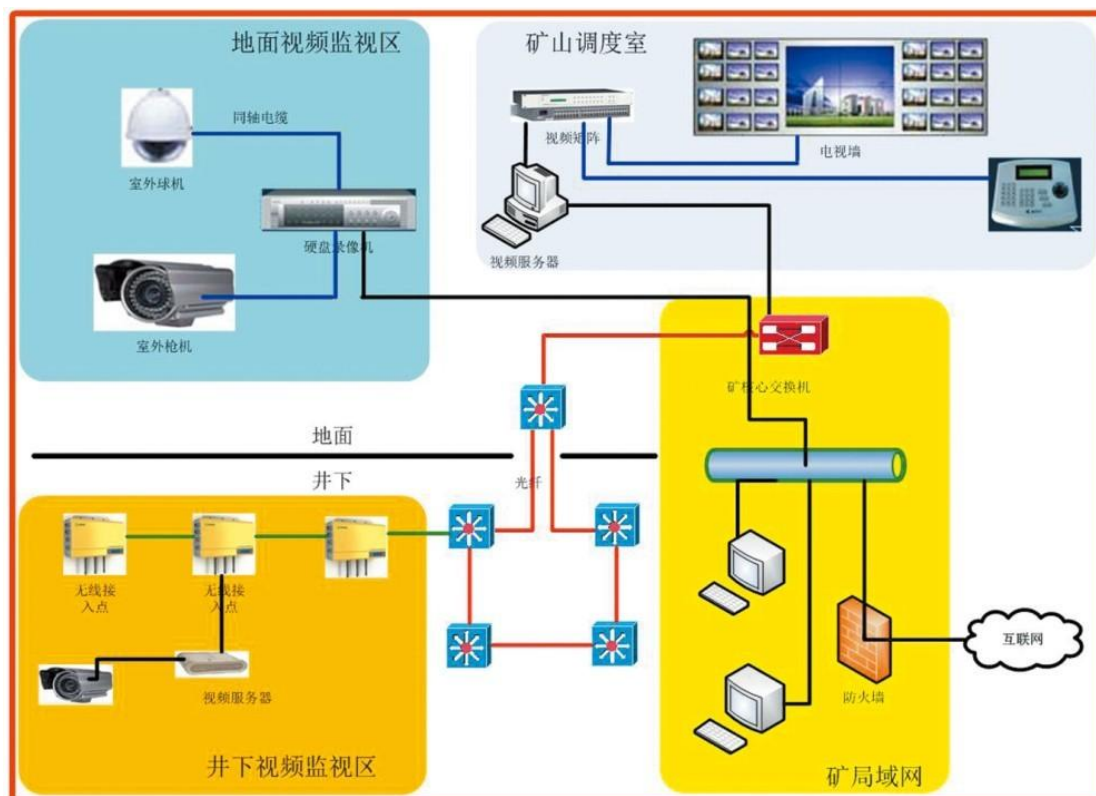 地面视频监视区
同轴电缆
室外球机
硬盘录像机
室外枪机
矿山调度室
视频矩阵
电视墙
视频服务器
矿核心交换机
地面
井下
光纤
无线接
入点
无线接
入点
视频服务器
井下视频监视区
防火墙
互联网
矿局域网